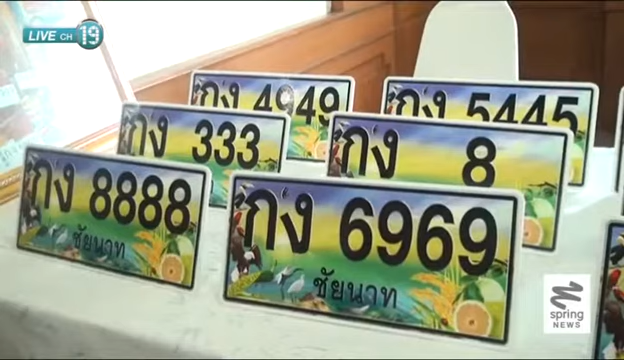 LIVE CH 19
กง 4949
กง 5445
กง 333
กง 8
กง 8888
ชัยนาท
กง 6969
ชัยนาท
spring
NEWS